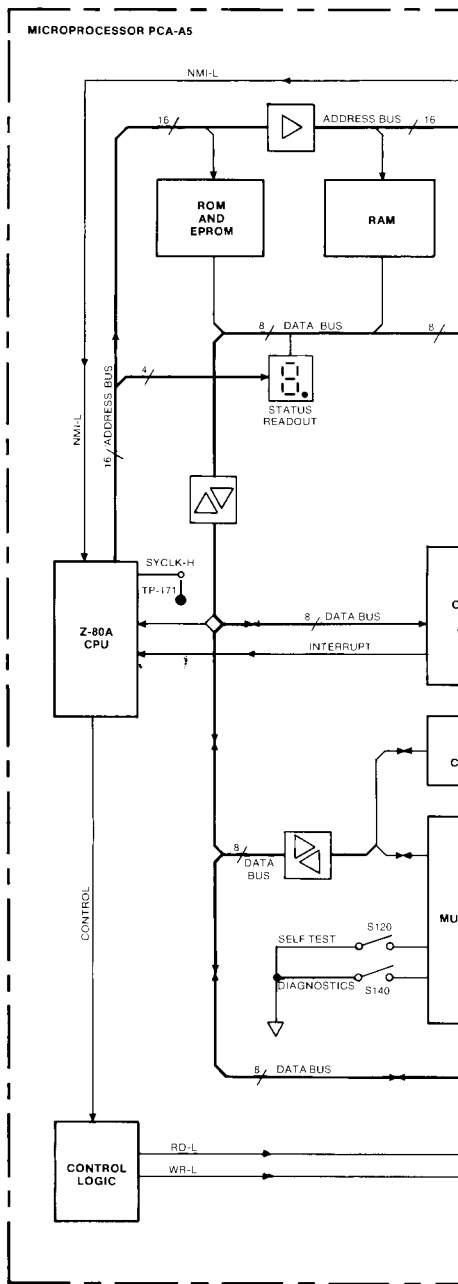 MICROPROCESSOR PCA-A5
NMI-L
16
ADDRESS BUS
16
ROM
AND
EPROM
RAM
8
DATA BUS
8
4
8.
STATUS
READOUT
NMI-L
16
ADDRESS BUS
SYCLK-H
TP-171
Z-80A
CPU
8
DATA BUS
INTERRUPT
C
C
8
DATA
BUS
MU
SELF TEST
S120
DIAGNOSTICS
S140
CONTROL
8
DATA BUS
CONTROL
LOGIC
RD-L
WR-L